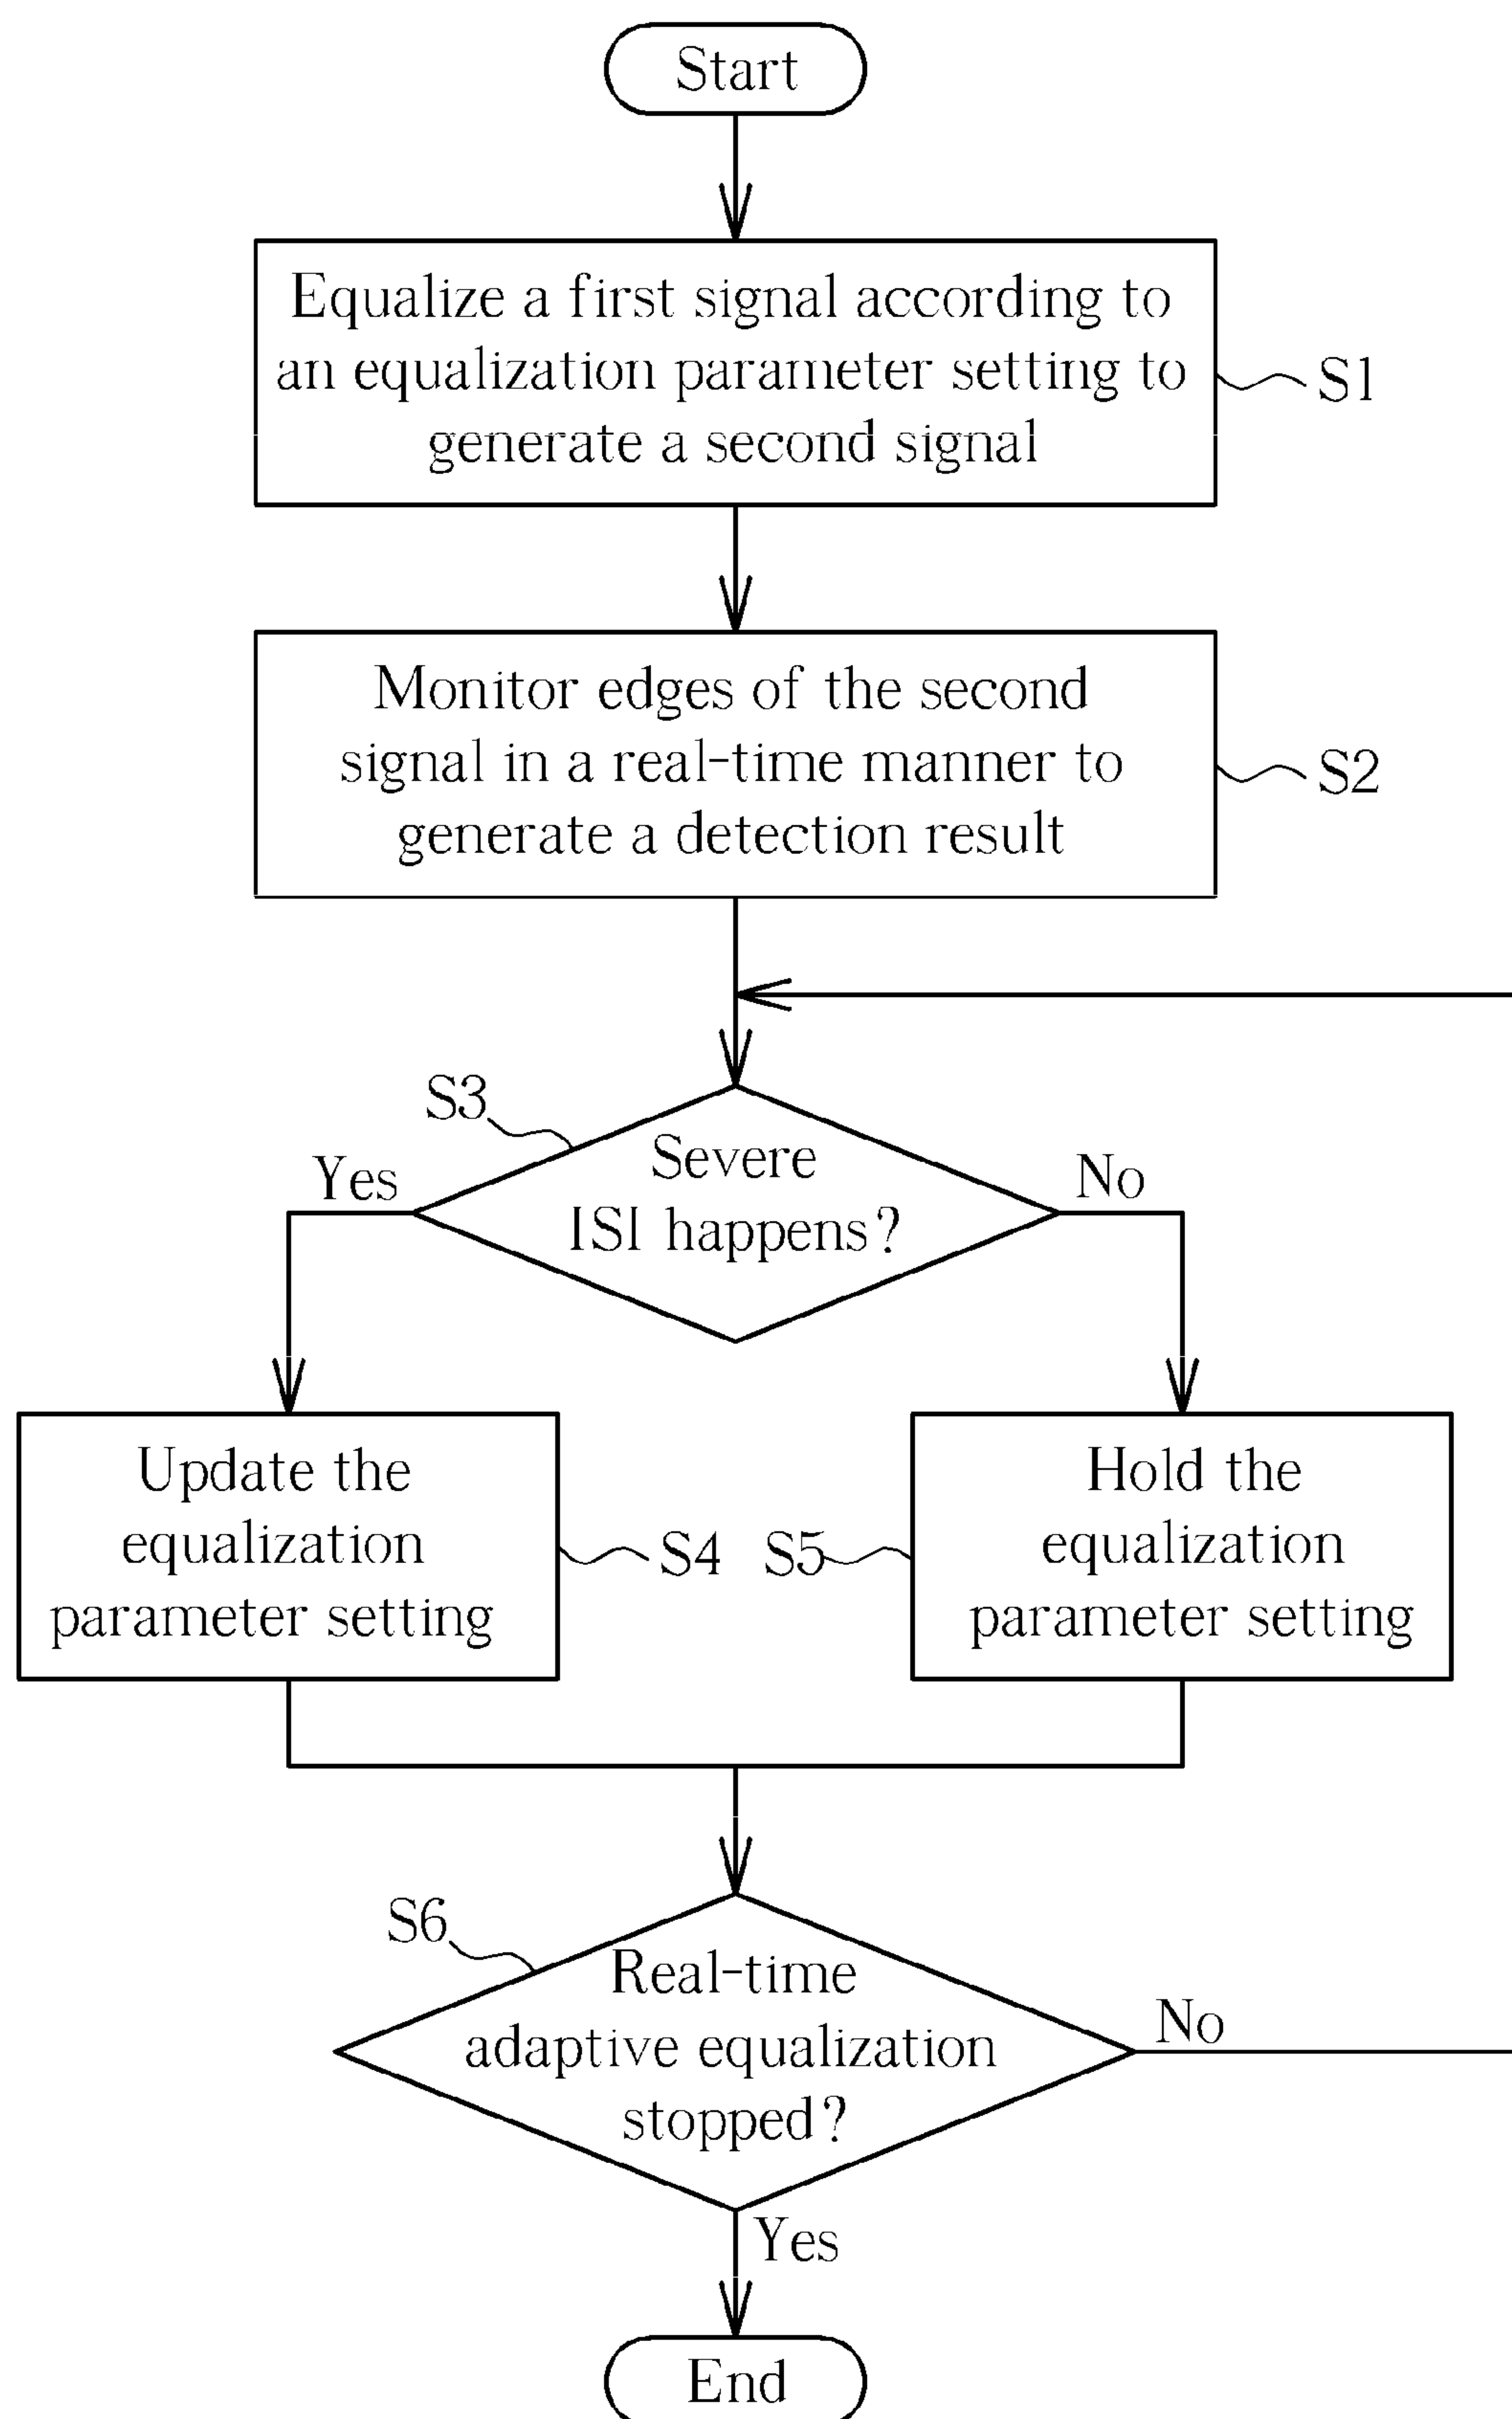 Start
Equalize a first signal according to
an equalization parameter setting to
generate a second signal
S1
Monitor edges of the second
signal in a real-time manner to
generate a detection result
S2
S3
Severe
ISI happens?
Yes
No
Update the
equalization
parameter setting
S4
S5
Hold the
equalization
parameter setting
S6
Real-time
adaptive equalization
stopped?
No
Yes
End